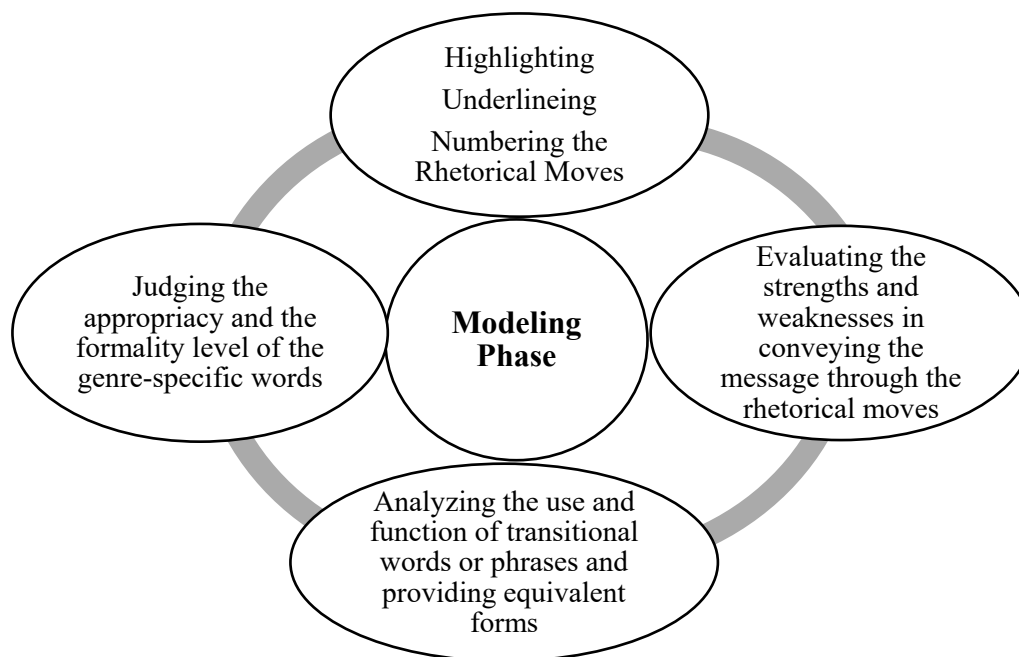 Highlighting
Underlineing
Numbering the
Rhetorical Moves
Evaluating the
strengths and
weaknesses in
conveying the
message through the
rhetorical moves
Judging the
appropriacy and the
formality level of the
genre-specific words
Modeling
Phase
Analyzing the use and
function of transitional
words or phrases and
providing equivalent
forms